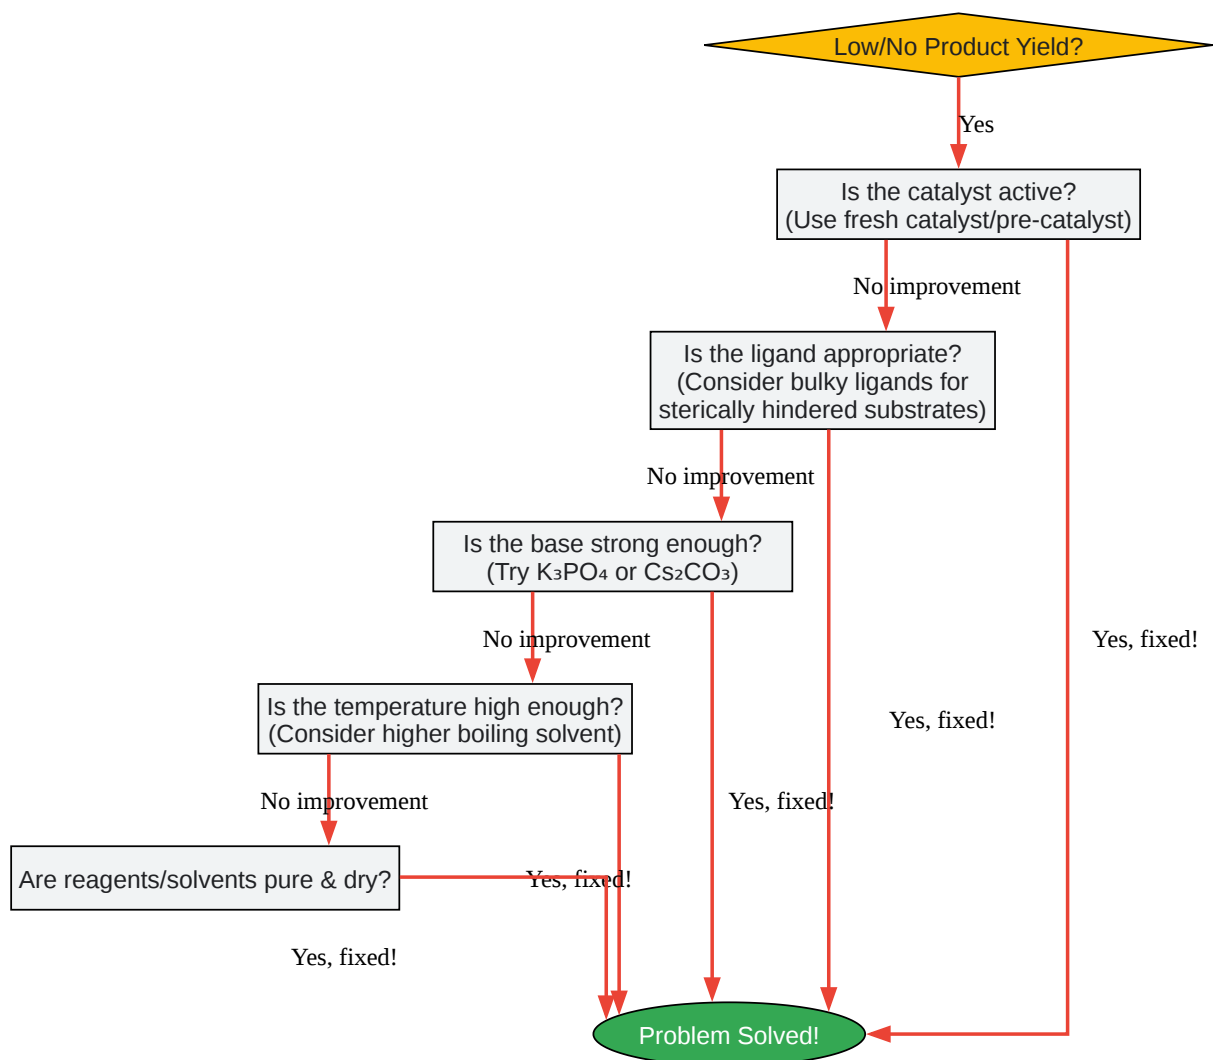 Low/No Product Yield?
Yes
Is the catalyst active?
(Use fresh catalyst/pre-catalyst)
No improvement
Is the ligand appropriate?
(Consider bulky ligands for
sterically hindered substrates)
No improvement
Is the base strong enough?
(Try K₃PO₄ or Cs₂CO₃)
No improvement
Yes, fixed!
Is the temperature high enough?
(Consider higher boiling solvent)
Yes, fixed!
No improvement
Yes, fixed!
Are reagents/solvents pure & dry?
Yes, fixed!
Yes, fixed!
Problem Solved!